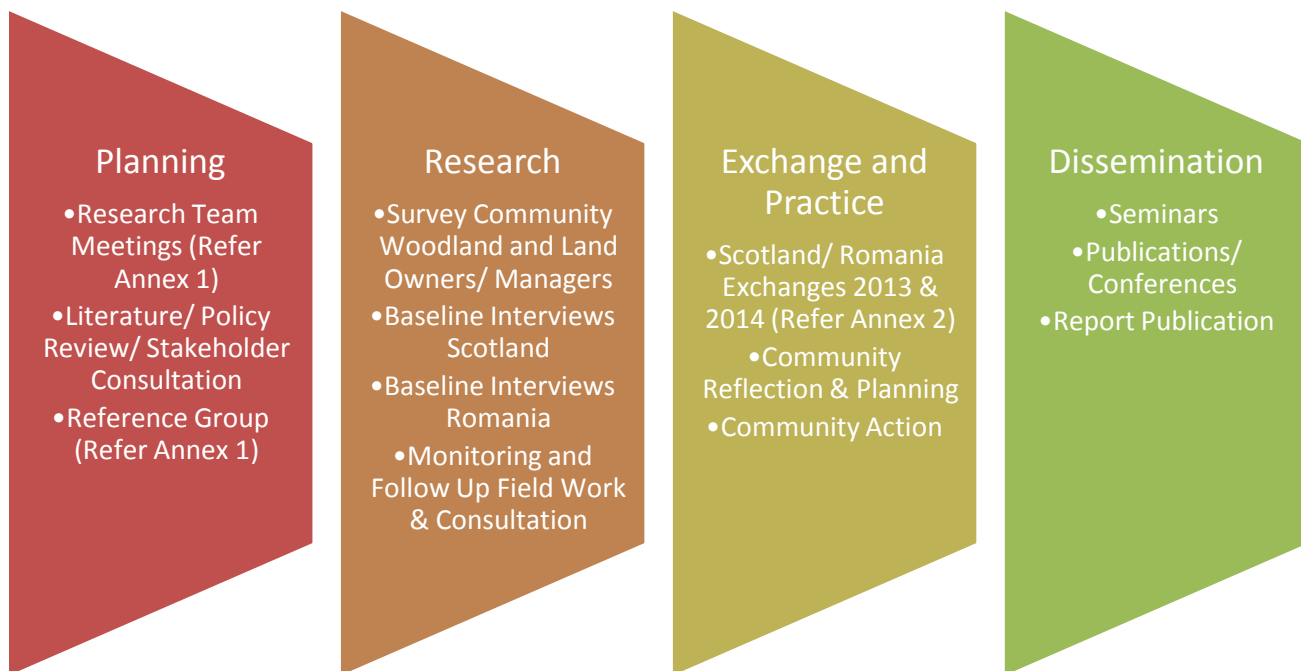 Planning
•Research Team
Meetings (Refer
Annex 1)
•Literature/ Policy
Review/ Stakeholder
Consultation
•Reference Group
(Refer Annex 1)
Research
•Survey Community
Woodland and Land
Owners/ Managers
•Baseline Interviews
Scotland
•Baseline Interviews
Romania
•Monitoring and
Follow Up Field Work
& Consultation
Exchange and
Practice
•Scotland/ Romania
Exchanges 2013 &
2014 (Refer Annex 2)
•Community
Reflection & Planning
•Community Action
Dissemination
•Seminars
•Publications/
Conferences
•Report Publication